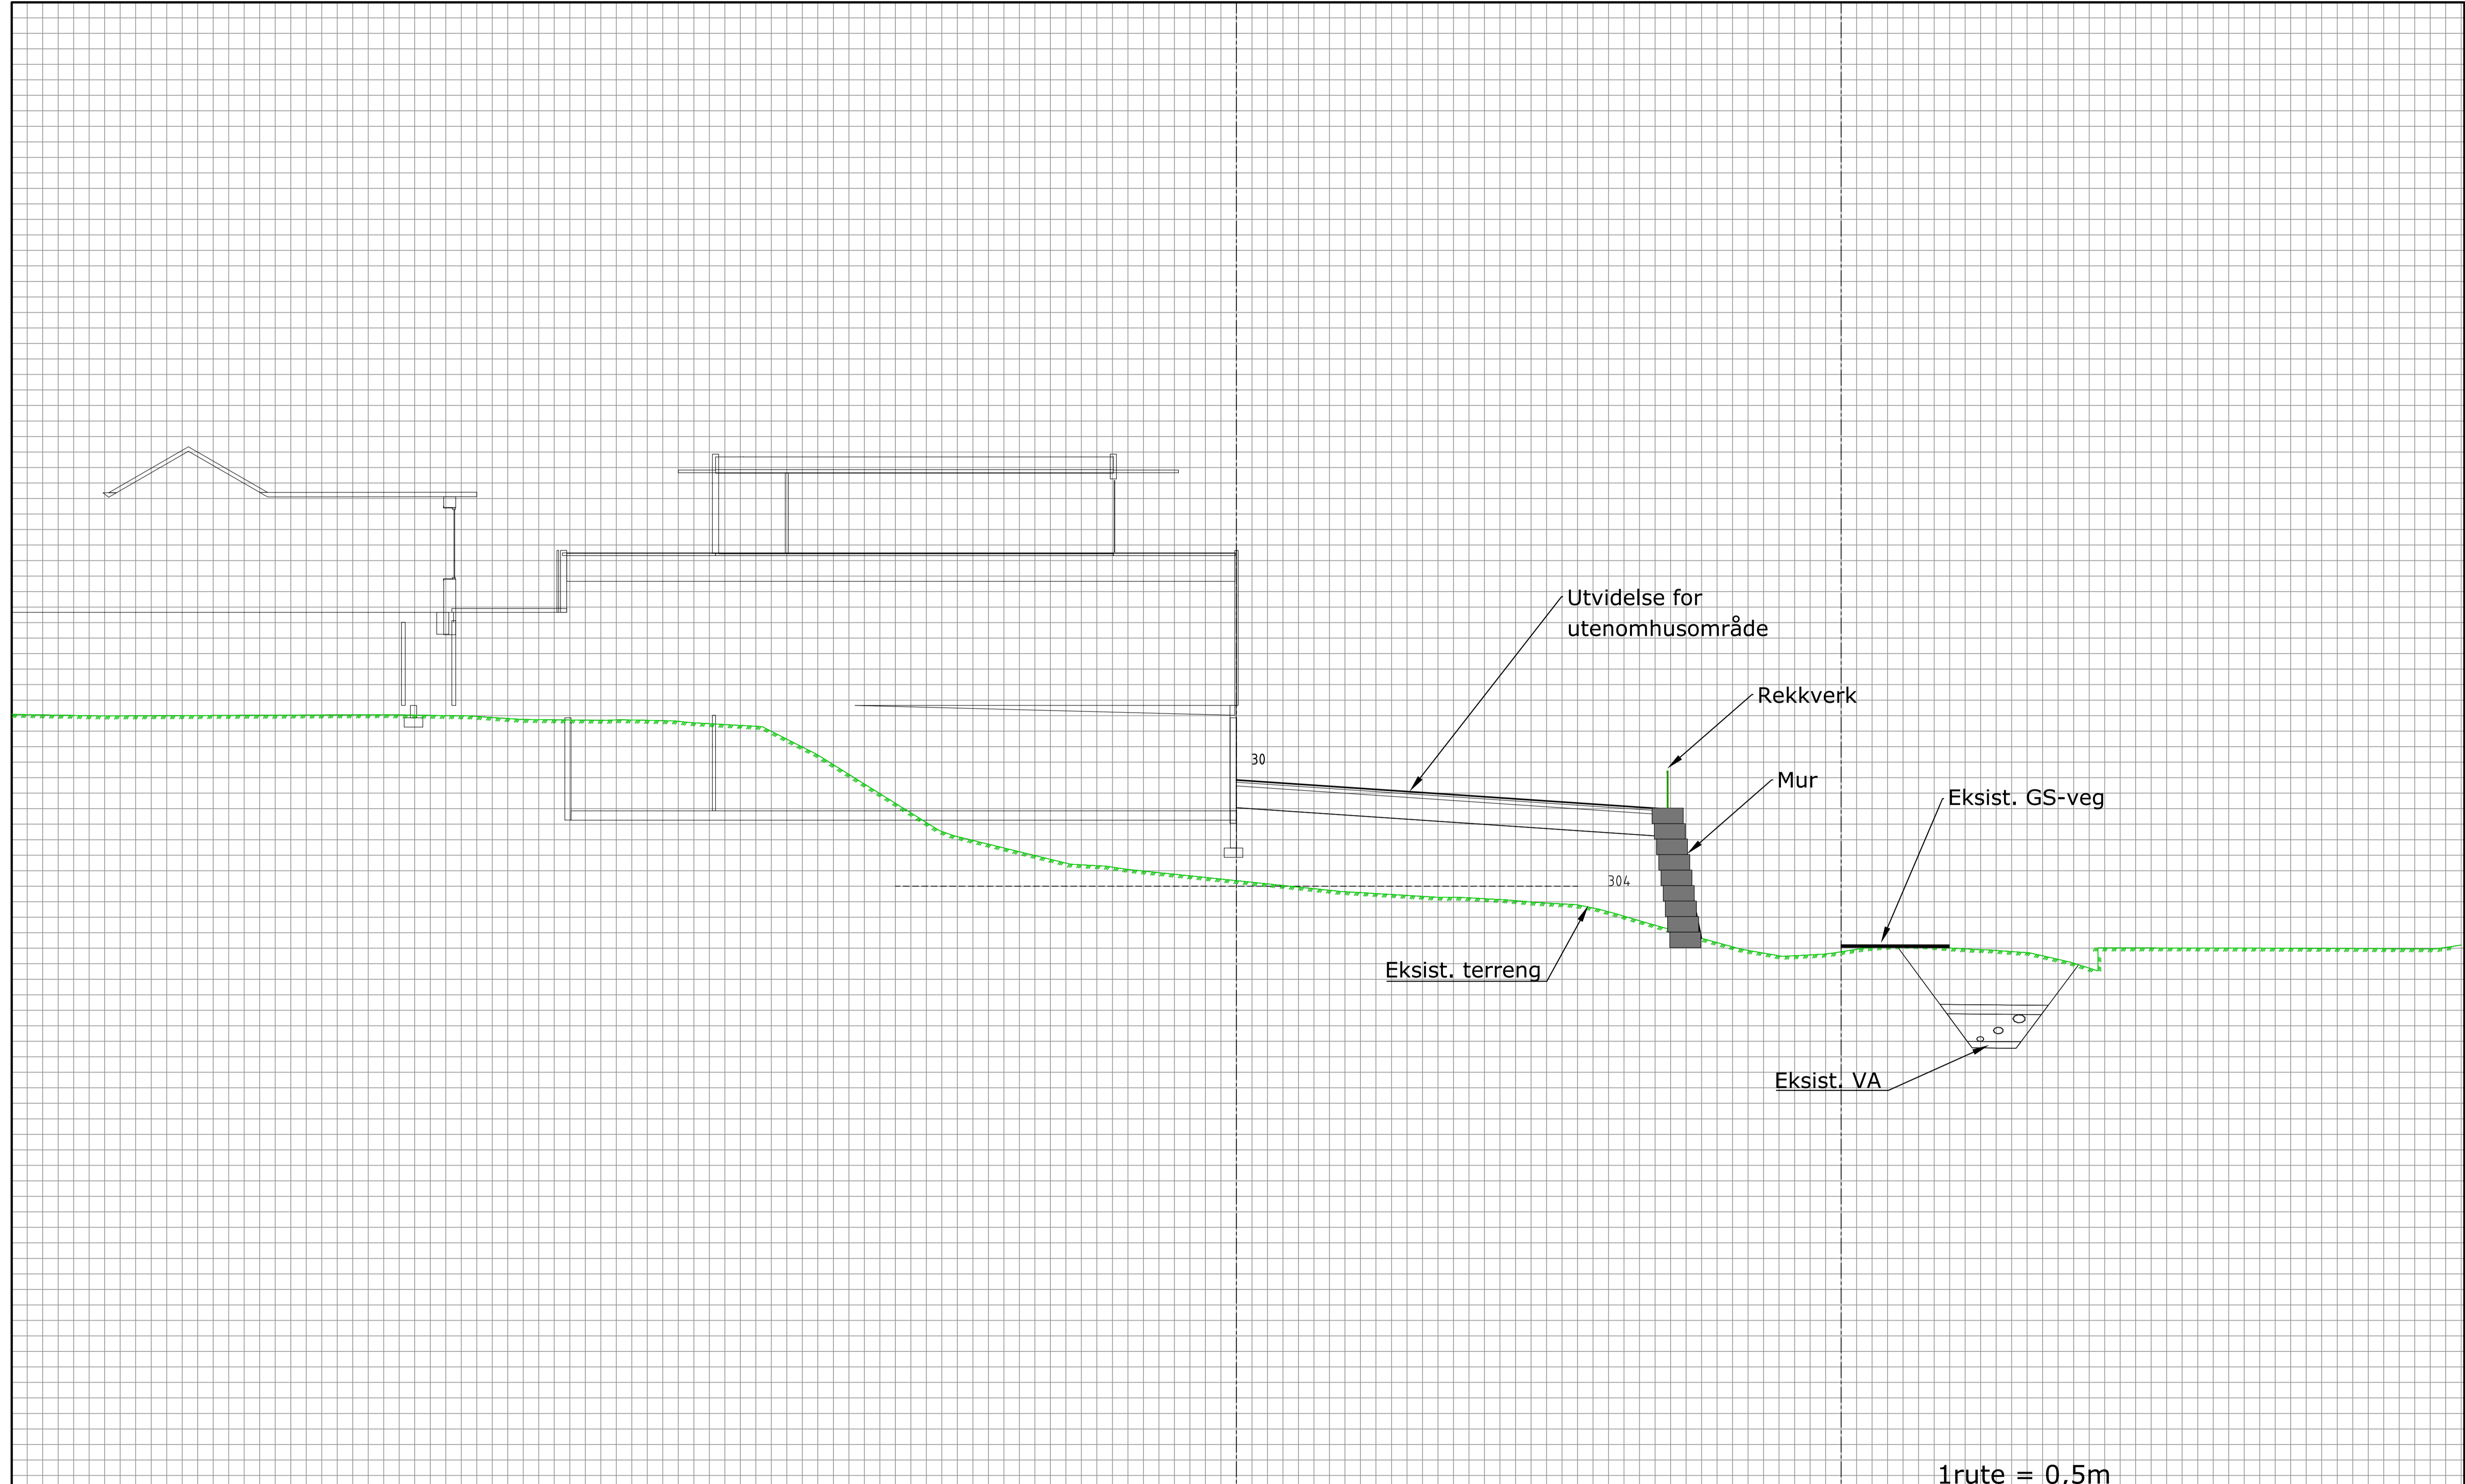 Utvidelse for
utenomhusområde
Rekkverk
30
Mur
Eksist. GS-veg
304
Eksist. terreng
Eksist. VA
1rute = 0,5m